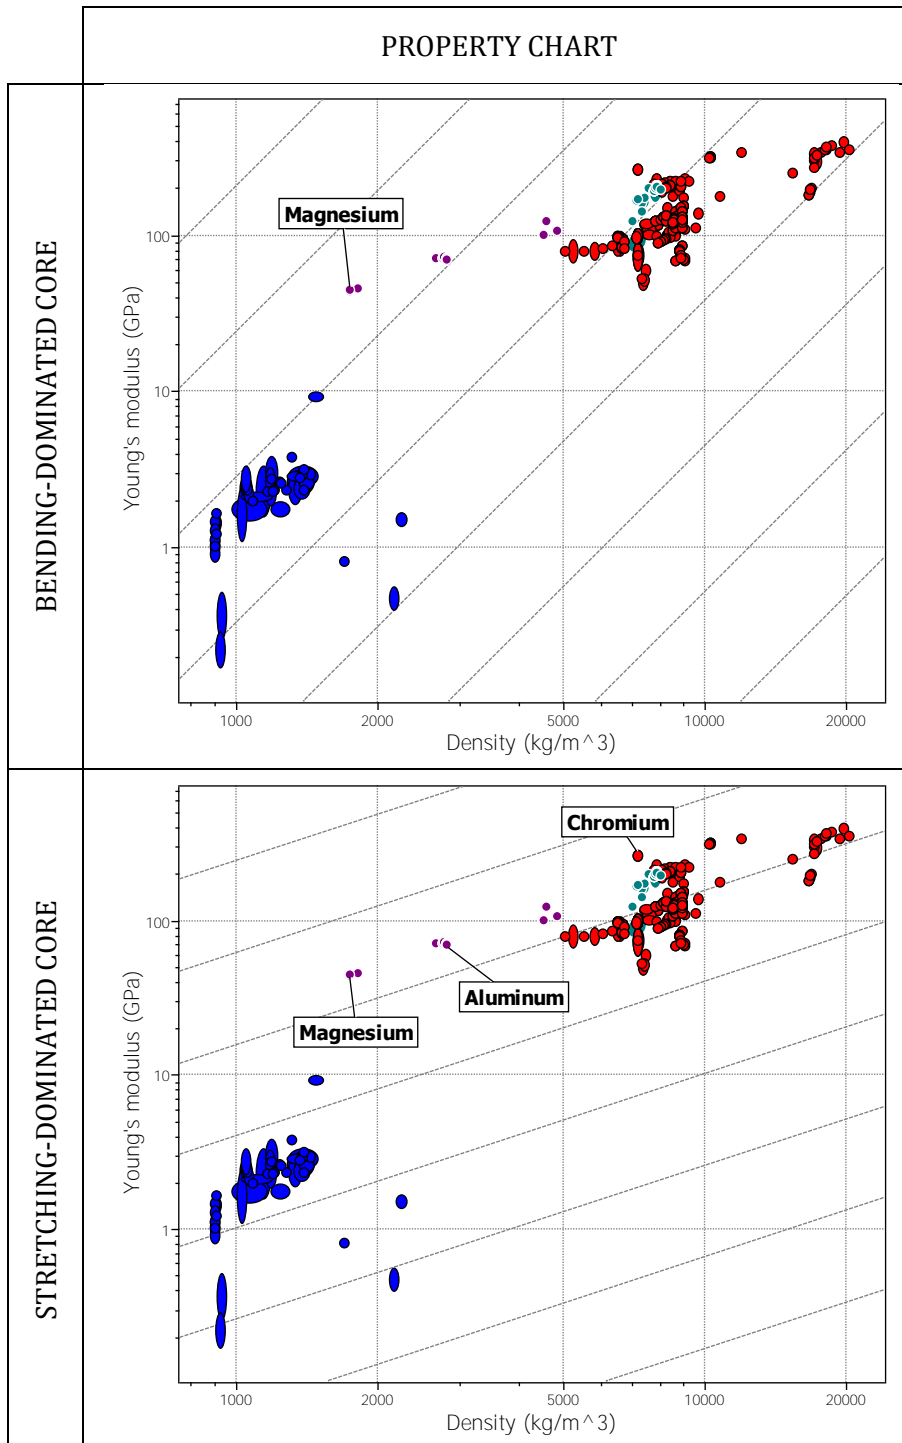 PROPERTY CHART
BENDING-DOMINATED CORE
Young's modulus (GPa)
100
10
1
Magnesium
1000
2000
5000
10000
20000
Density (kg/m^3)
STRETCHING-DOMINATED CORE
Young's modulus (GPa)
100
10
1
Chromium
Aluminum
Magnesium
1000
2000
5000
10000
20000
Density (kg/m^3)